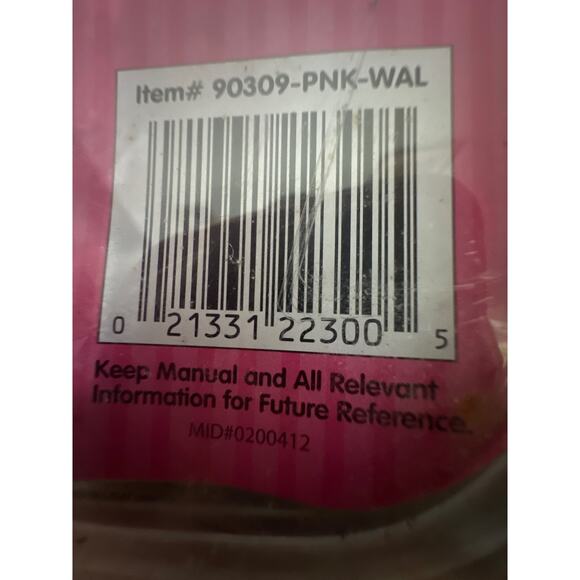 Item# 90309-PNK-WAL
0 21331 22300 5
Keep Manual and All Relevant
Information for Future Reference.
MID#0200412